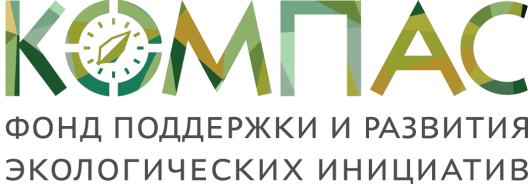 КОМПАС
ФОНД ПОДДЕРЖКИ И РАЗВИТИЯ
ЭКОЛОГИЧЕСКИХ ИНИЦИАТИВ